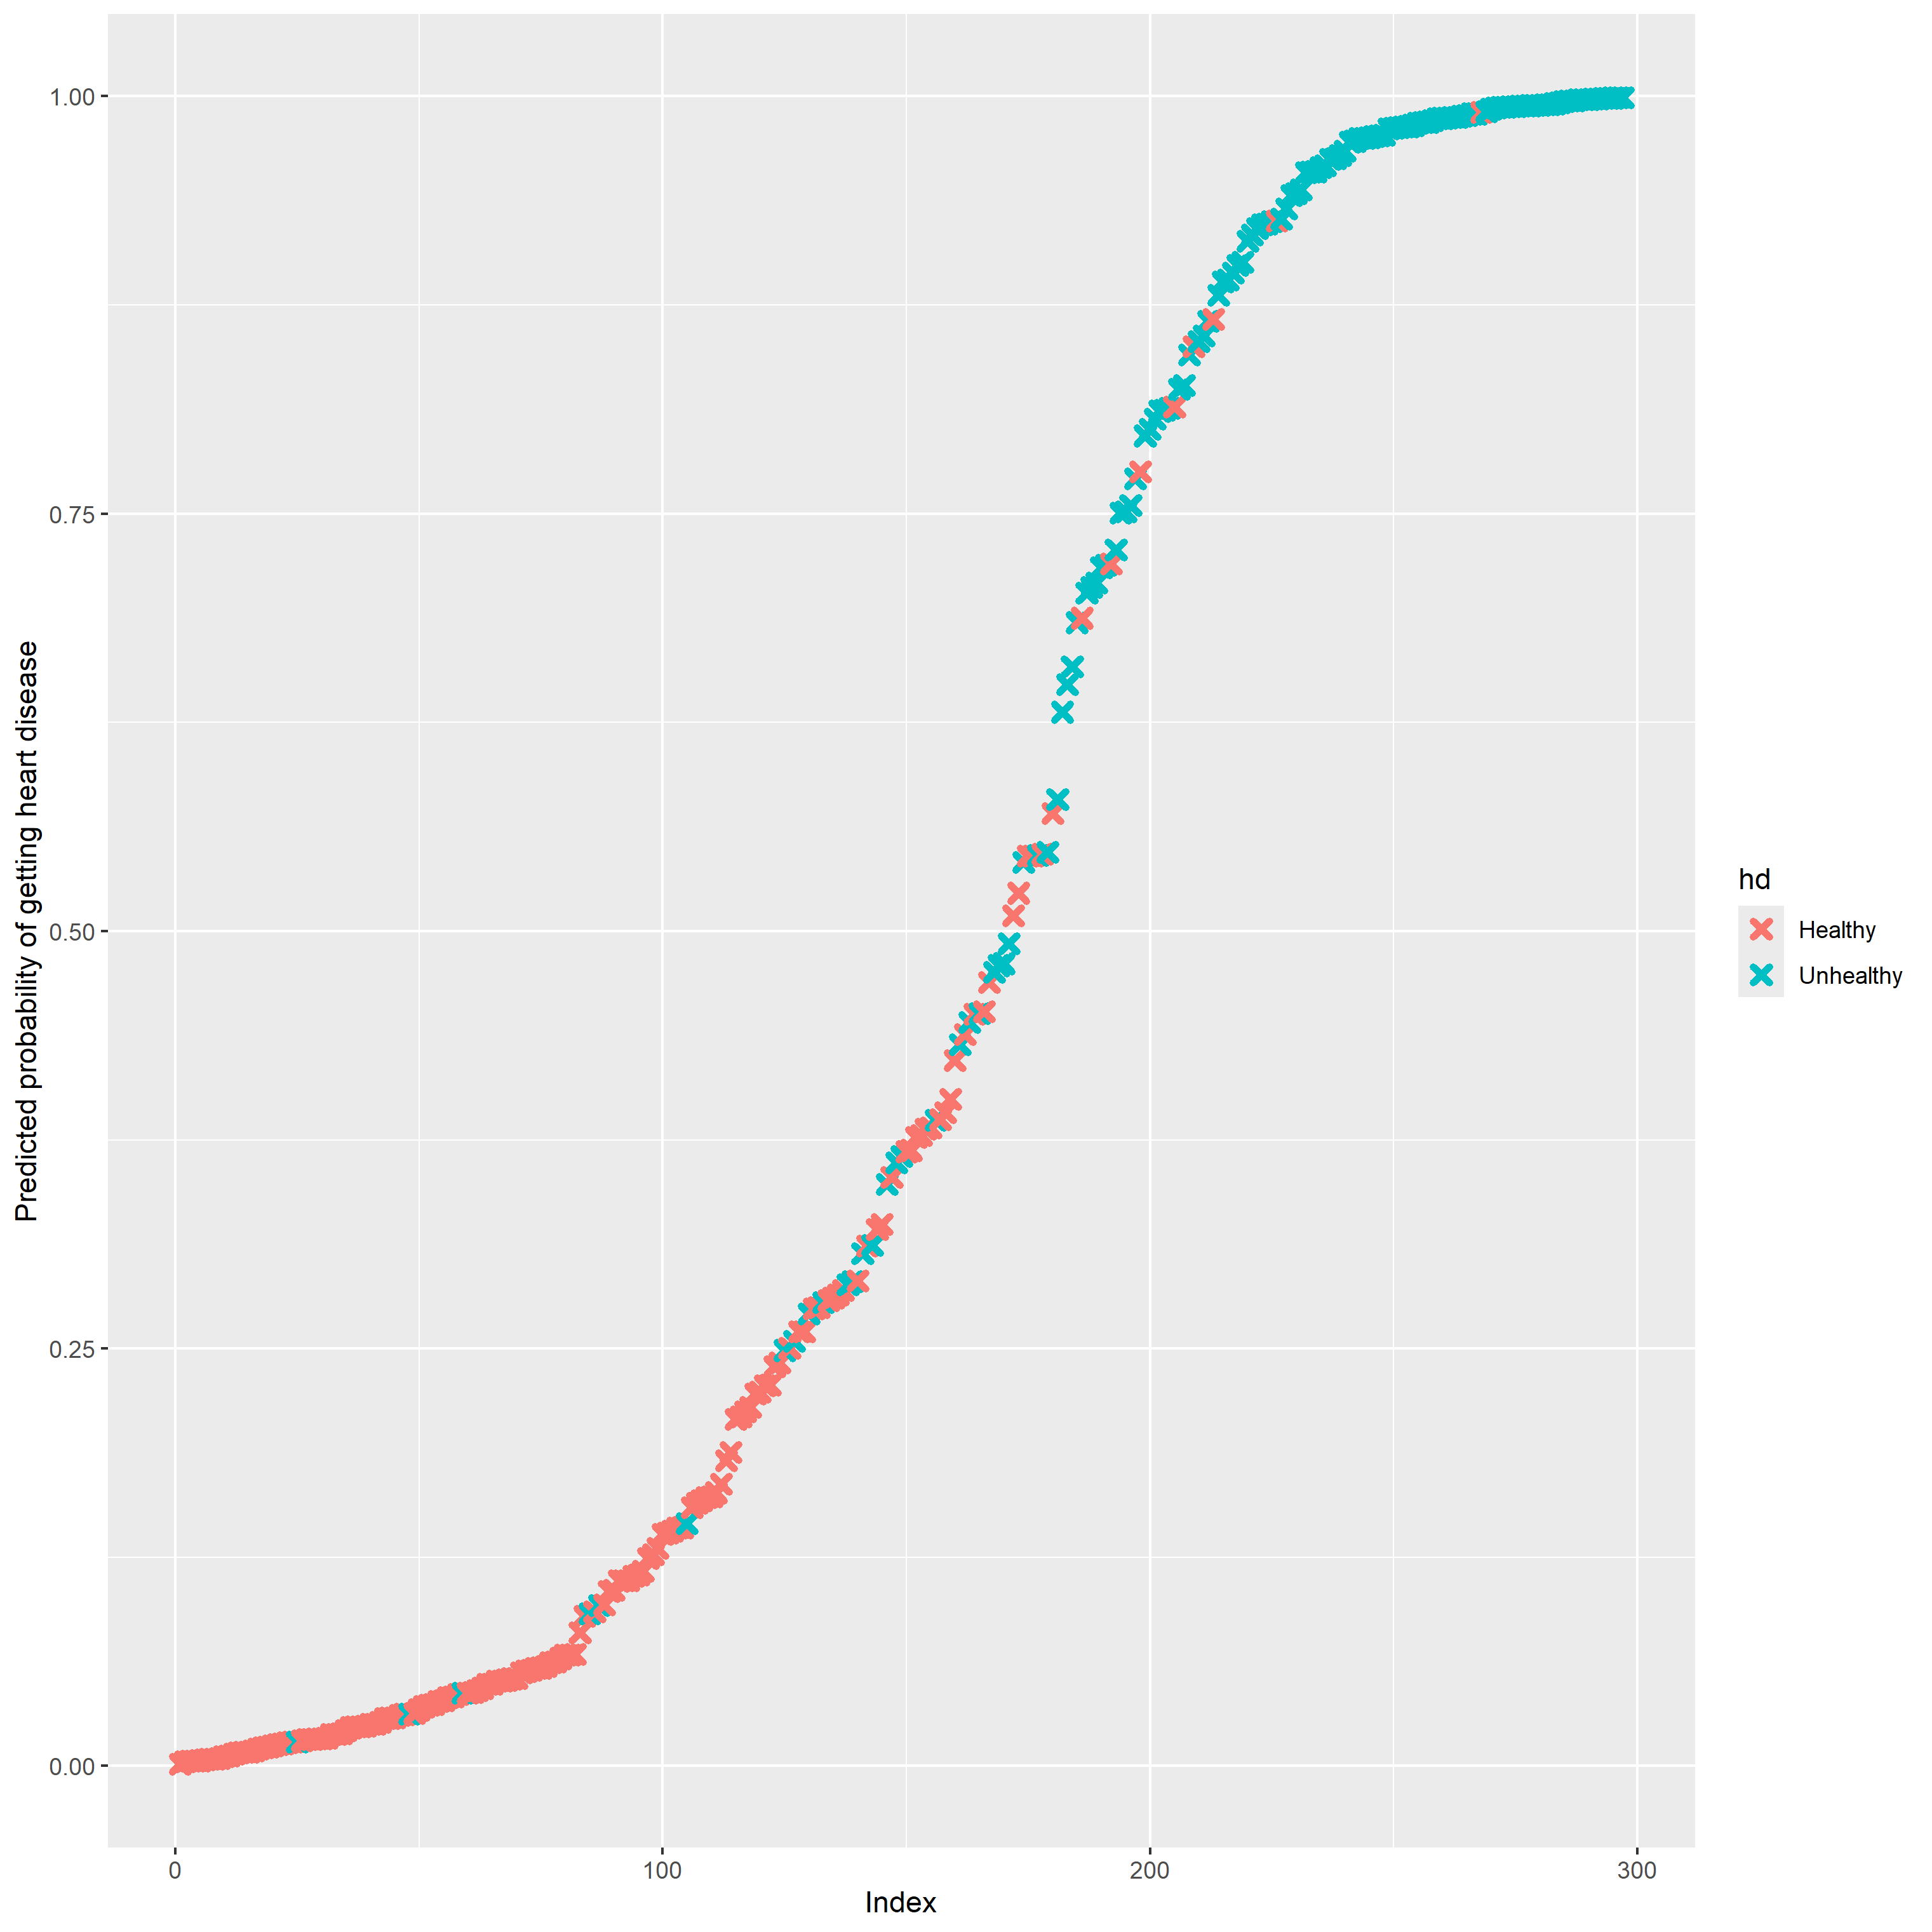 Predicted probability of getting heart disease
1.00
0.75
0.50
0.25
0.00
0 100 200 300
Index
hd
Healthy
Unhealthy